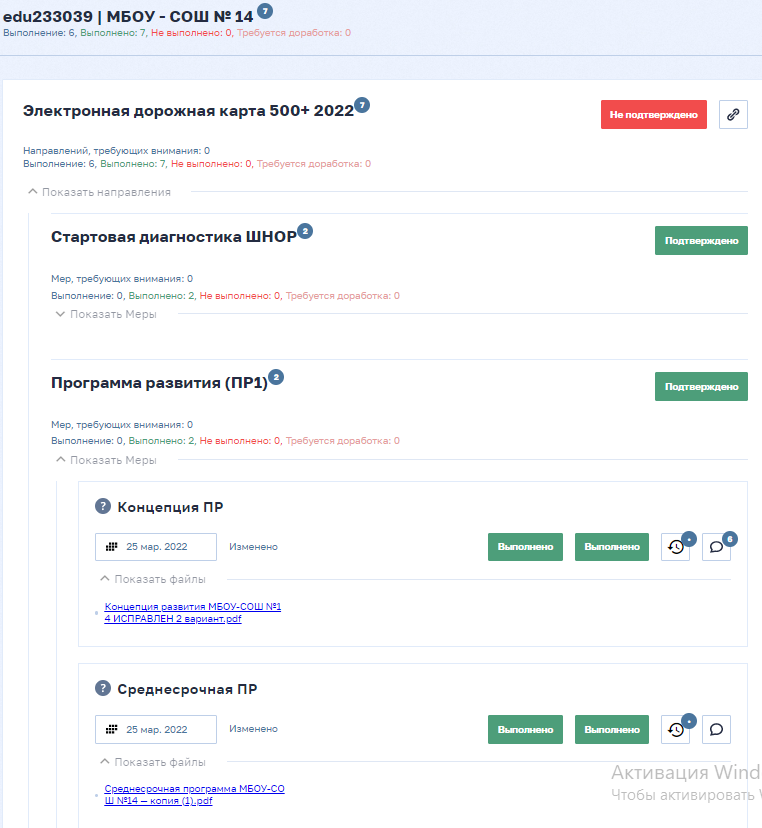 edu233039 | МБОУ - СОШ № 14 7
Выполнение: 6, Выполнено: 7, Не выполнено: 0, Требуется доработка: 0
Электронная дорожная карта 500+ 2022 7
Не подтверждено
Направлений, требующих внимания: 0
Выполнение: 6, Выполнено: 7, Не выполнено: 0, Требуется доработка: 0
Показать направления
Стартовая диагностика ШНОР 2
Подтверждено
Мер, требующих внимания: 0
Выполнение: 0, Выполнено: 2, Не выполнено: 0, Требуется доработка: 0
Показать Меры
Программа развития (ПР1) 2
Подтверждено
Мер, требующих внимания: 0
Выполнение: 0, Выполнено: 2, Не выполнено: 0, Требуется доработка: 0
Показать Меры
? Концепция ПР
25 мар. 2022 Изменено Выполнено Выполнено 6
Показать файлы
Концепция развития МБОУ-СОШ №1
4 ИСПРАВЛЕН 2 вариант.pdf
? Среднесрочная ПР
25 мар. 2022 Изменено Выполнено Выполнено
Показать файлы
Среднесрочная программа МБОУ-СО
Ш №14 — копия (1).pdf
Активация Wind
Чтобы активировать